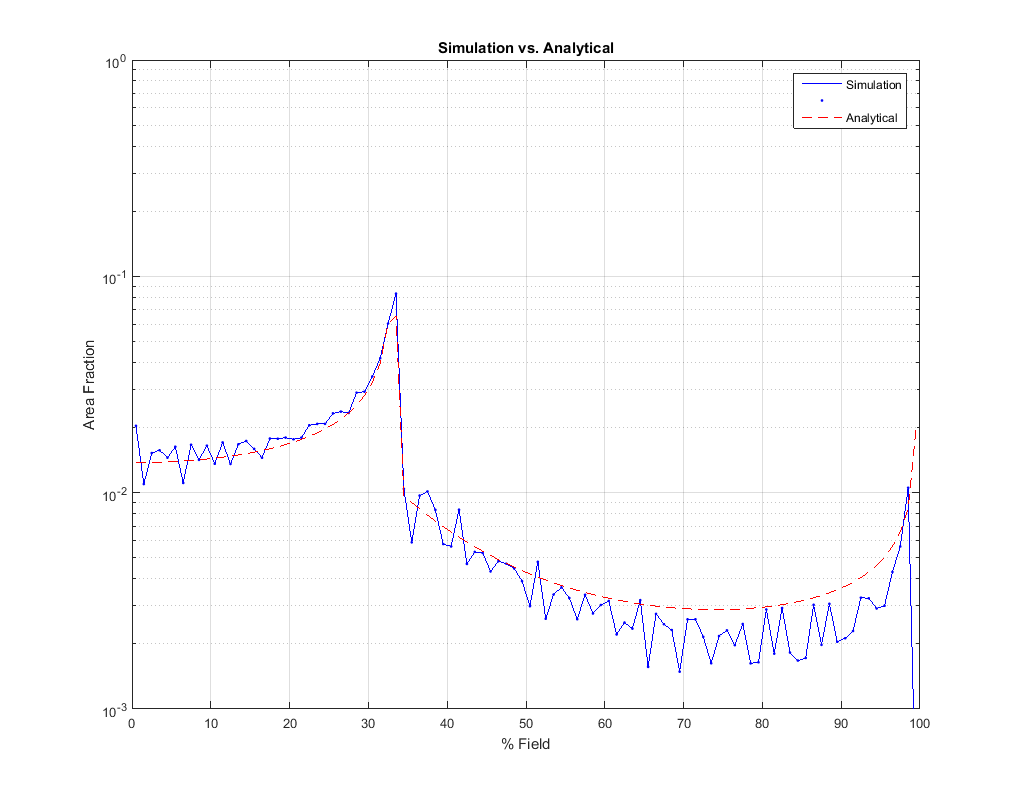 Simulation vs. Analytical
10^0
10^-1
10^-2
10^-3
Area Fraction
Simulation
Analytical
0 10 20 30 40 50 60 70 80 90 100
% Field